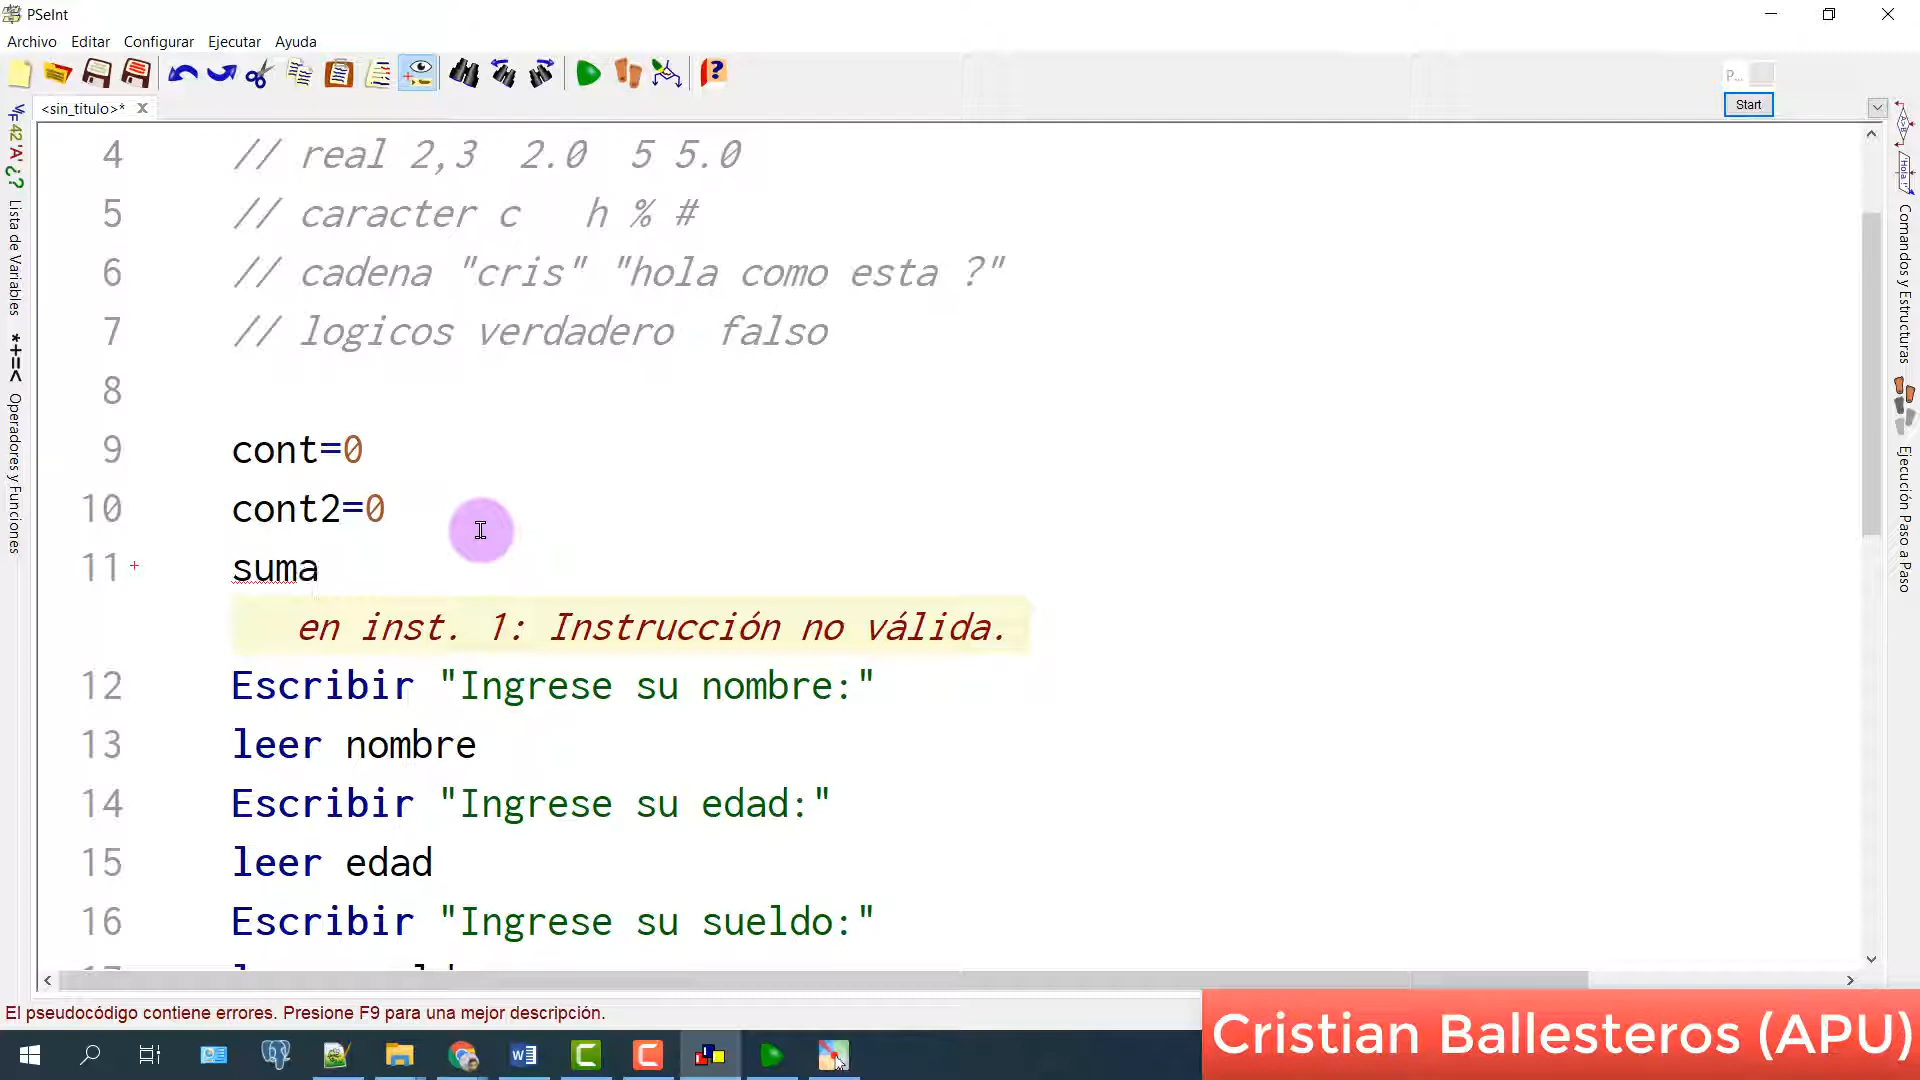 PSeInt
Archivo Editar Configurar Ejecutar Ayuda
p...
Start
<sin_titulo>* X
4 // real 2,3 2.0 5 5.0
5 // caracter c h % #
6 // cadena "cris" "hola como esta ?"
7 // logicos verdadero falso
8
9 cont=0
10 cont2=0
11 + suma
en inst. 1: Instrucción no válida.
12 Escribir "Ingrese su nombre:"
13 leer nombre
14 Escribir "Ingrese su edad:"
15 leer edad
16 Escribir "Ingrese su sueldo:"
Lista de Variables
*+=< Operadores y Funciones
Comandos y Estructuras
Ejecución Paso a Paso
El pseudocódigo contiene errores. Presione F9 para una mejor descripción.
Cristian Ballesteros (APU)